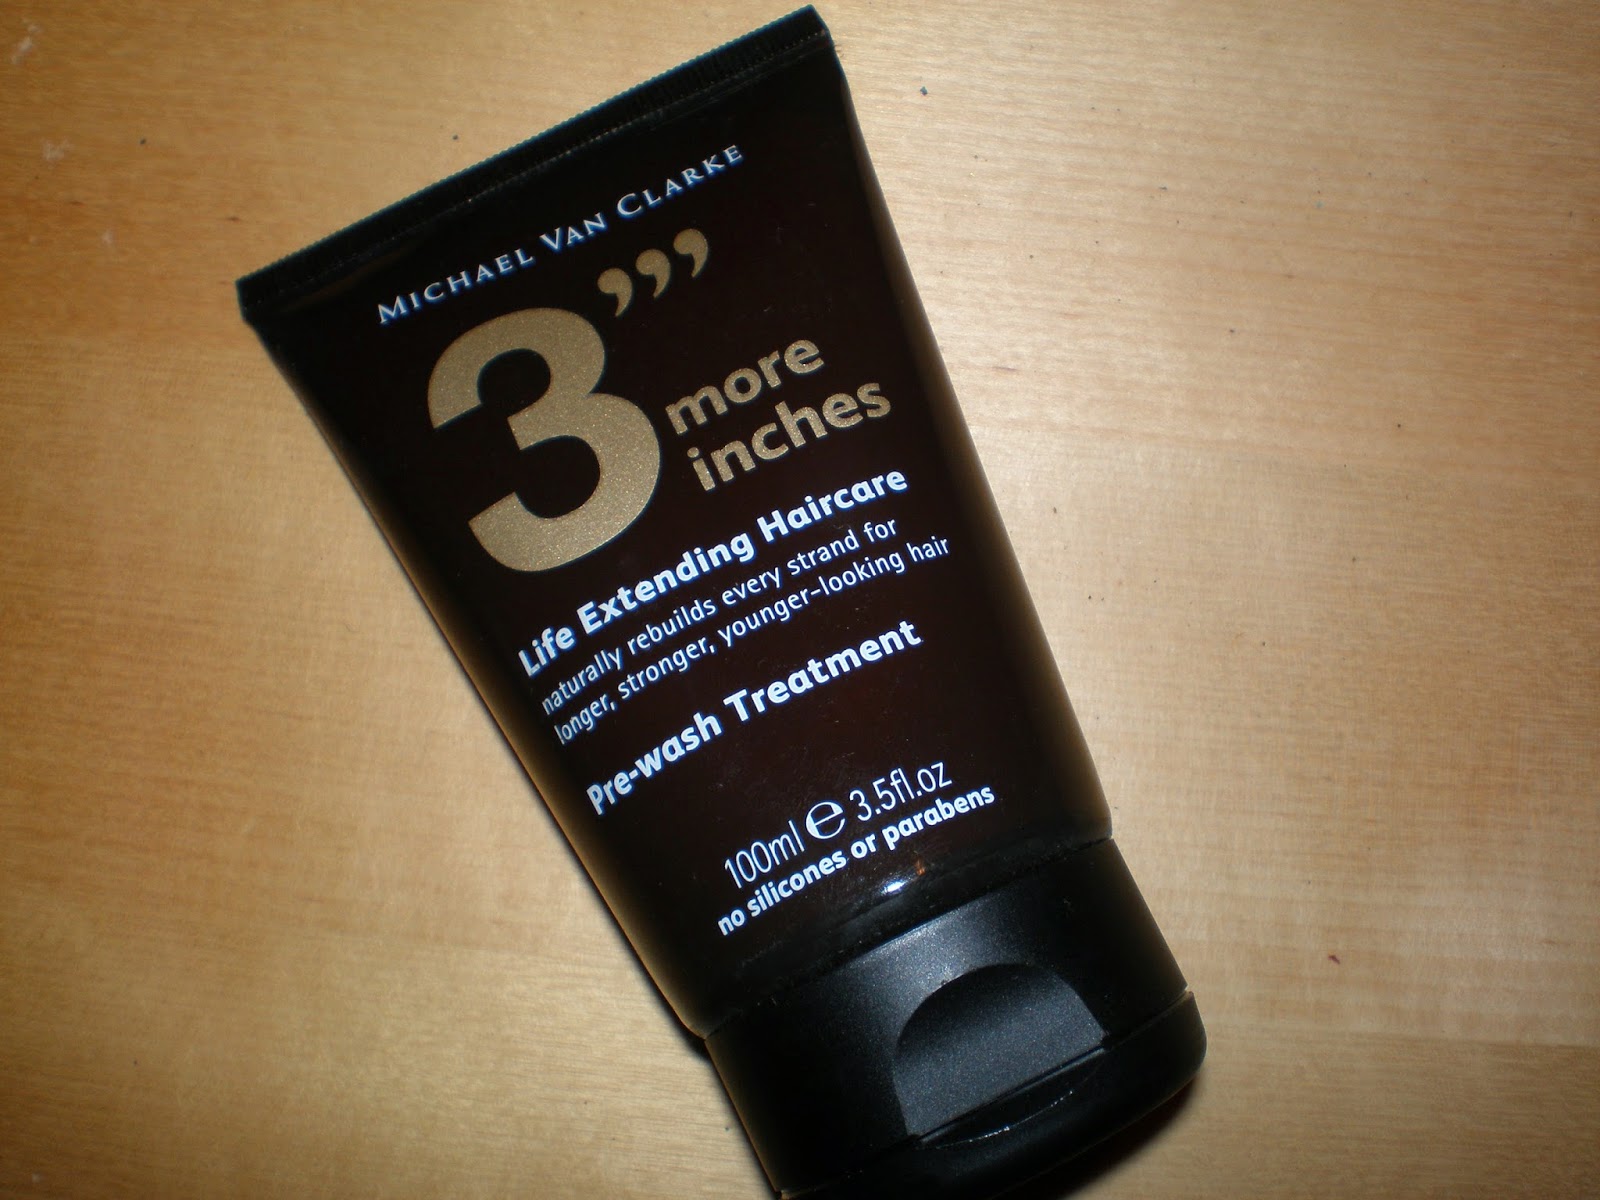 MICHAEL VAN CLARKE
3’’’ more
inches
Life Extending Haircare
naturally rebuilds every strand for
longer, stronger, younger-looking hair
Pre-wash Treatment
100ml ℮ 3.5fl.oz
no silicones or parabens